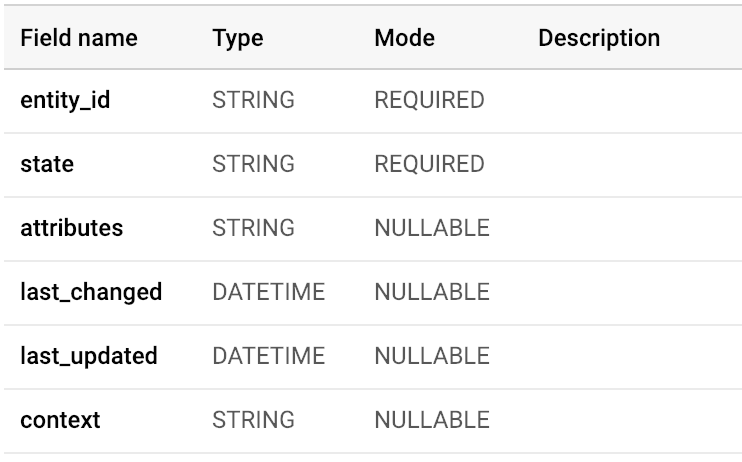 Field name Type Mode Description
entity_id STRING REQUIRED
state STRING REQUIRED
attributes STRING NULLABLE
last_changed DATETIME NULLABLE
last_updated DATETIME NULLABLE
context STRING NULLABLE